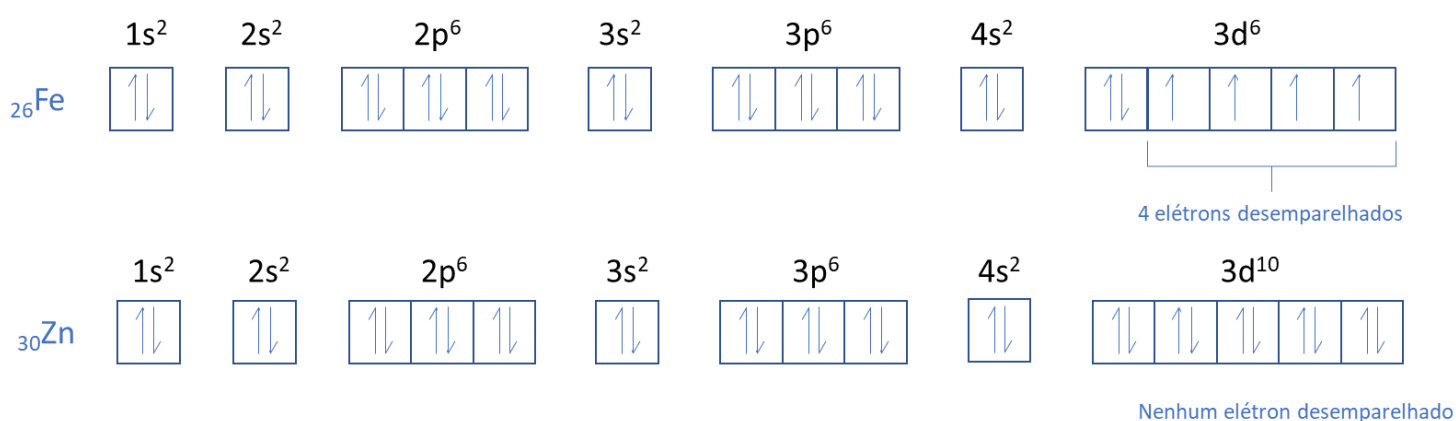 1s² 2s² 2p⁶ 3s² 3p⁶ 4s² 3d⁶
₂₆Fe
4 elétrons desemparelhados
1s² 2s² 2p⁶ 3s² 3p⁶ 4s² 3d¹⁰
₃₀Zn
Nenhum elétron desemparelhado